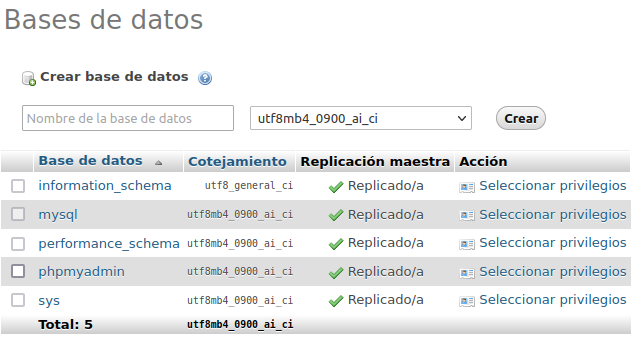 Bases de datos
Crear base de datos
Nombre de la base de datos utf8mb4_0900_ai_ci Crear
Base de datos Cotejamiento Replicación maestra Acción
information_schema utf8_general_ci Replicado/a Seleccionar privilegios
mysql utf8mb4_0900_ai_ci Replicado/a Seleccionar privilegios
performance_schema utf8mb4_0900_ai_ci Replicado/a Seleccionar privilegios
phpmyadmin utf8mb4_0900_ai_ci Replicado/a Seleccionar privilegios
sys utf8mb4_0900_ai_ci Replicado/a Seleccionar privilegios
Total: 5 utf8mb4_0900_ai_ci